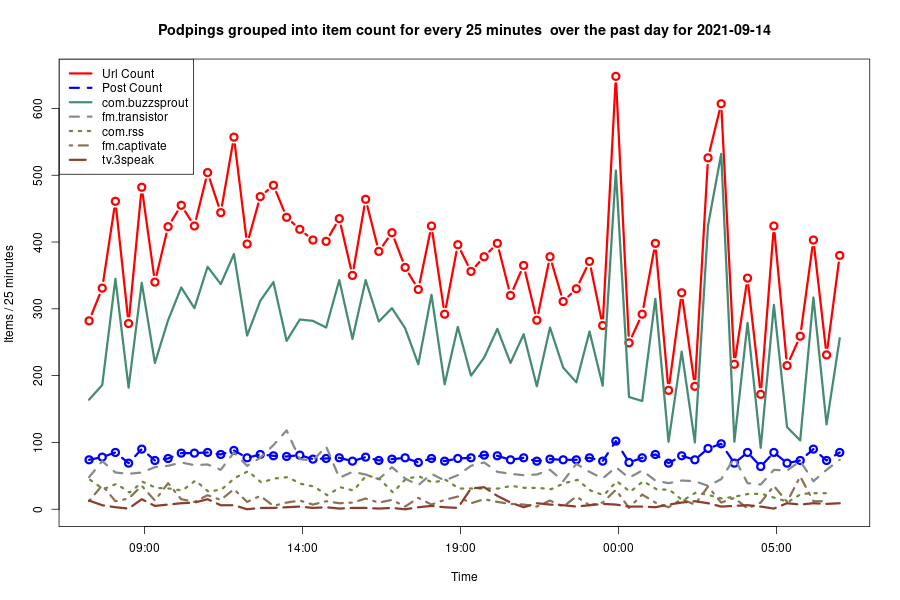 Podpings grouped into item count for every 25 minutes  over the past day for 2021-09-14
Url Count
Post Count
com.buzzsprout
fm.transistor
com.rss
fm.captivate
tv.3speak
Items / 25 minutes
600
500
400
300
200
100
0
09:00 14:00 19:00 00:00 05:00
Time